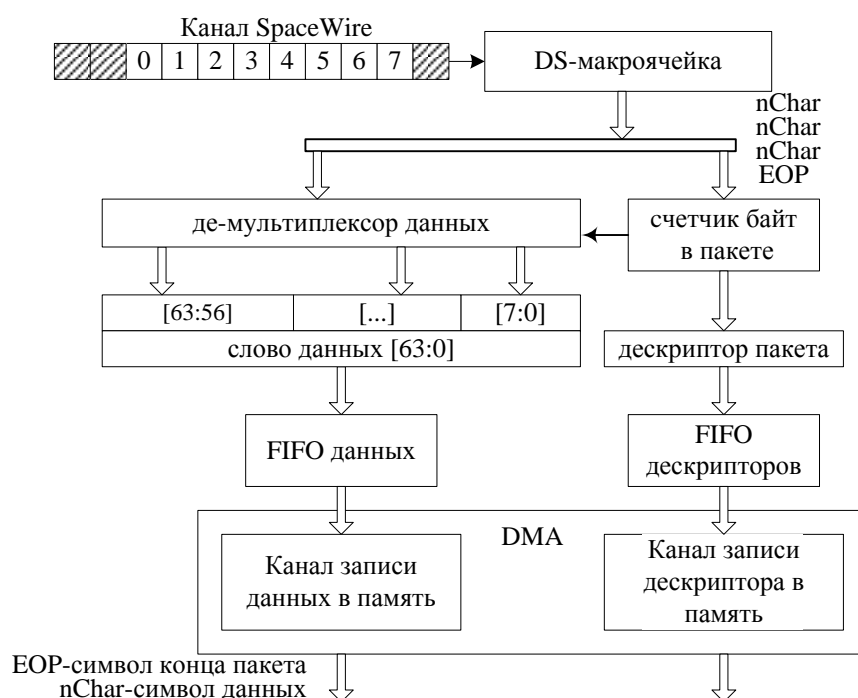 Канал SpaceWire
0 1 2 3 4 5 6 7
DS-макроячейка
nChar
nChar
nChar
EOP
де-мультиплексор данных
счетчик байт
в пакете
[63:56] [...] [7:0]
слово данных [63:0]
дескриптор пакета
FIFO данных
FIFO
дескрипторов
DMA
Канал записи
данных в память
Канал записи
дескриптора в
память
EOP-символ конца пакета
nChar-символ данных